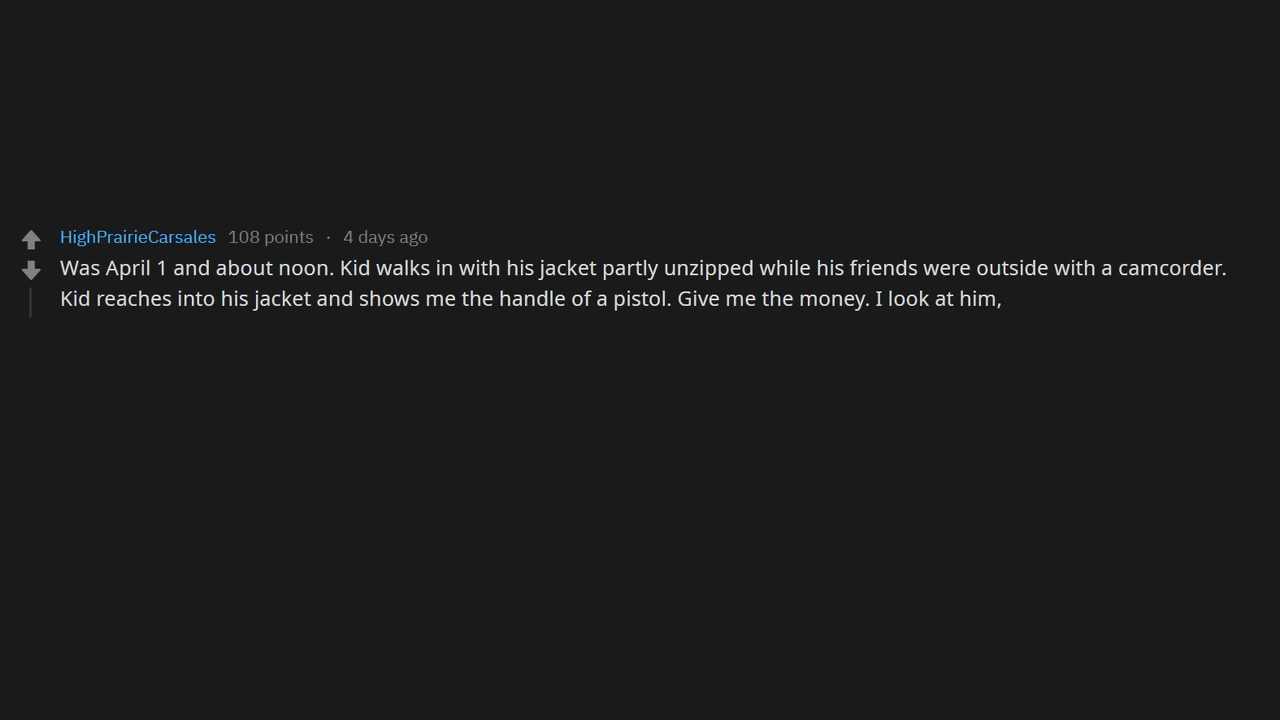 HighPrairieCarsales 108 points · 4 days ago
Was April 1 and about noon. Kid walks in with his jacket partly unzipped while his friends were outside with a camcorder.
Kid reaches into his jacket and shows me the handle of a pistol. Give me the money. I look at him,